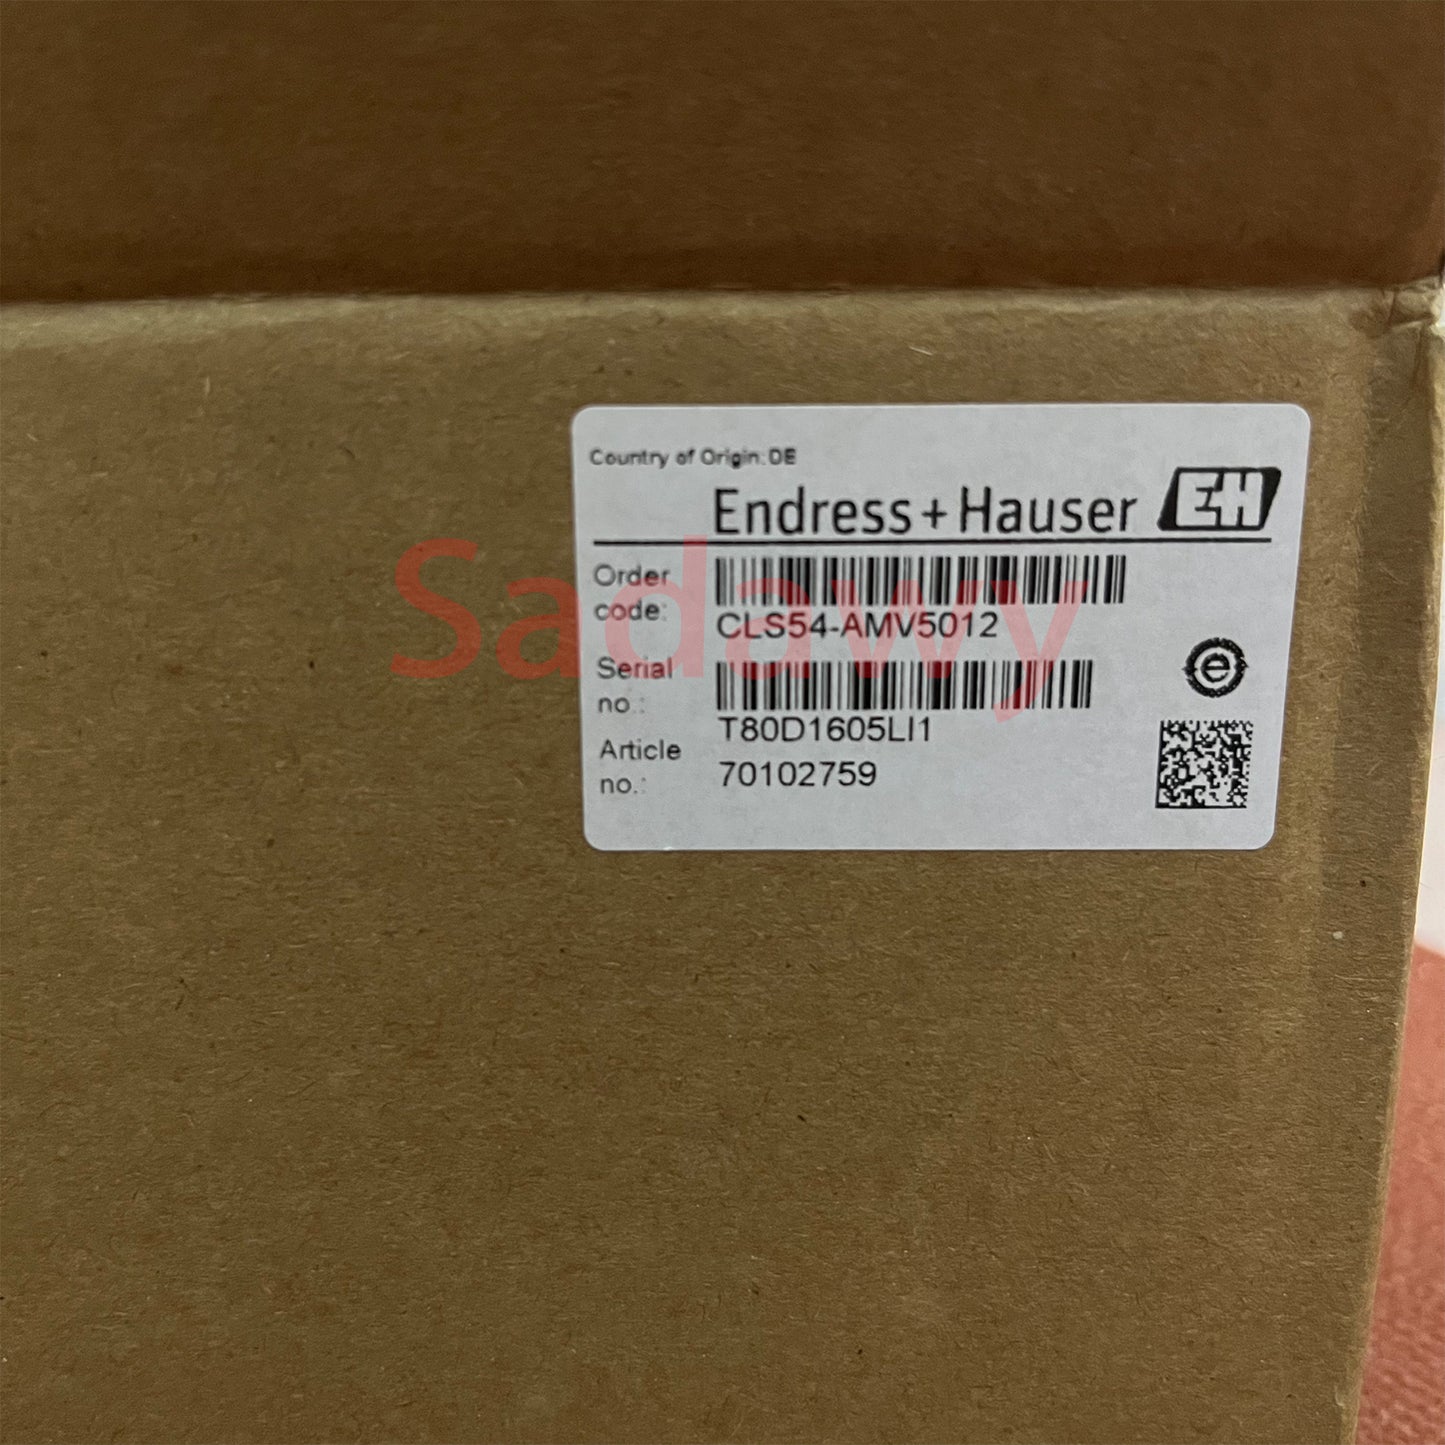 Country of Origin: DE
Endress+Hauser EH
Order code: CLS54-AMV5012
Serial no.: T80D1605LI1
Article no.: 70102759
e
Sadawy